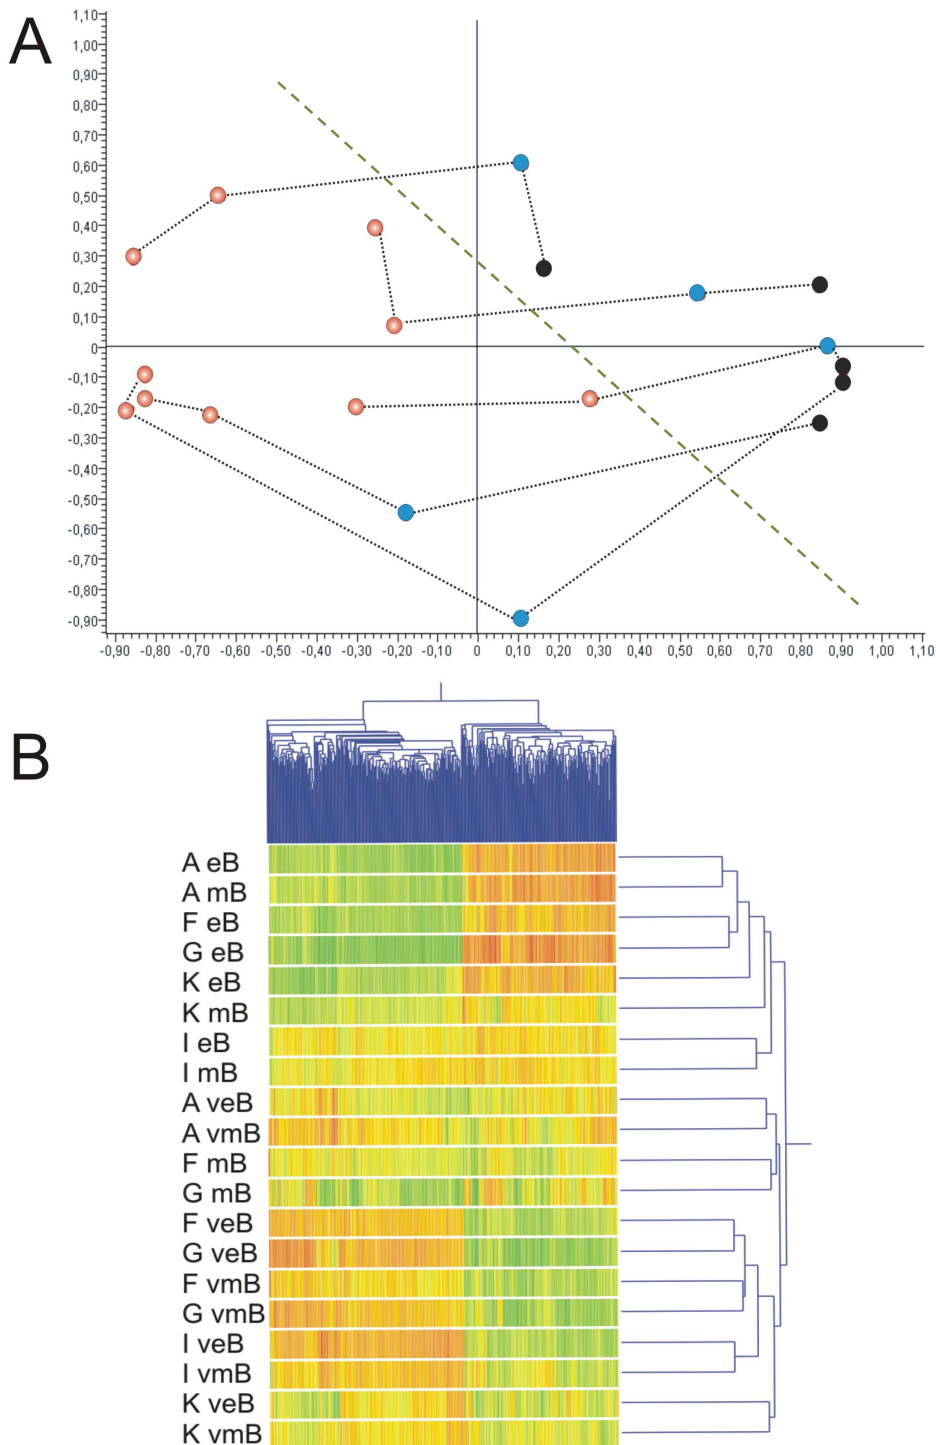 A
1,10
1,00
0,90
0,80
0,70
0,60
0,50
0,40
0,30
0,20
0,10
0
-0,10
-0,20
-0,30
-0,40
-0,50
-0,60
-0,70
-0,80
-0,90
-0,90 -0,80 -0,70 -0,60 -0,50 -0,40 -0,30 -0,20 -0,10 0 0,10 0,20 0,30 0,40 0,50 0,60 0,70 0,80 0,90 1,00 1,10
B
A eB
A mB
F eB
G eB
K eB
K mB
I eB
I mB
A veB
A vmB
F mB
G mB
F veB
G veB
F vmB
G vmB
I veB
I vmB
K veB
K vmB